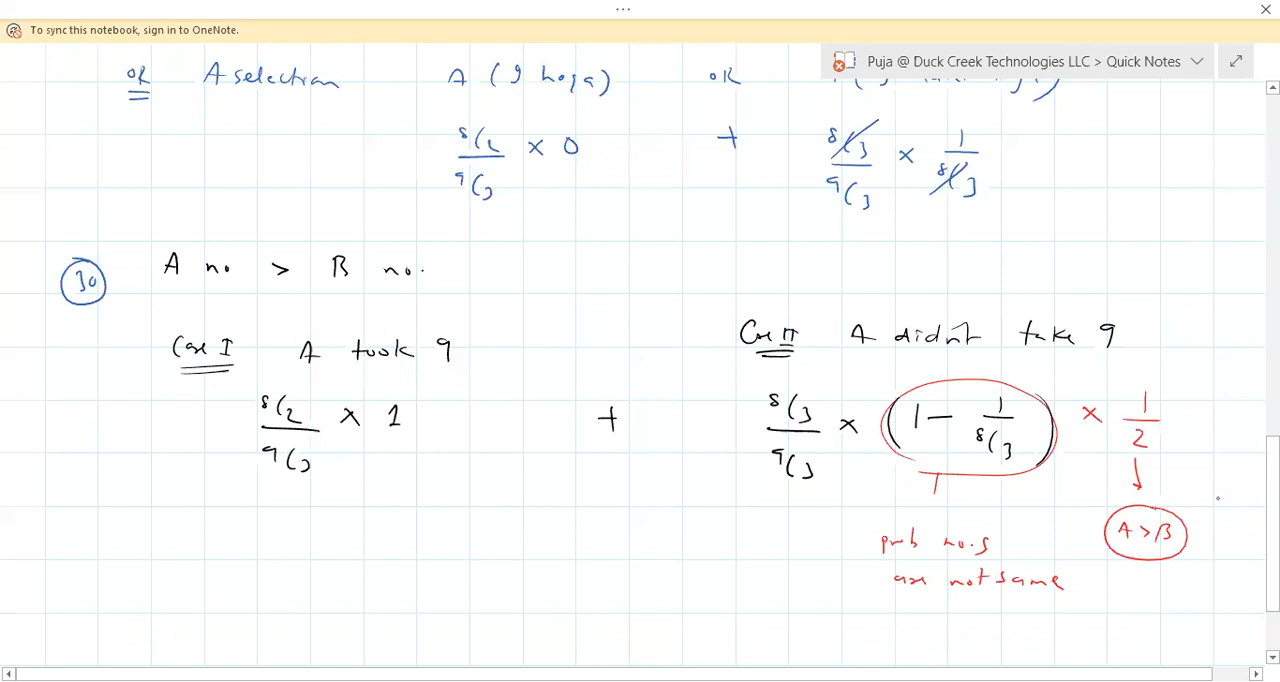 ...
To sync this notebook, sign in to OneNote.
Puja @ Duck Creek Technologies LLC > Quick Notes
OR A selection A (9 hoga) OR
⁸C₂/⁹C₃ × 0 + ⁸C₃/⁹C₃ × 1/⁸C₃
30 A no > B no.
Case I A took 9
Case II A didn't take 9
⁸C₂/⁹C₃ × 1 + ⁸C₃/⁹C₃ × (1 - 1/⁸C₃) × 1/2
prob no.s
are not same
A > B